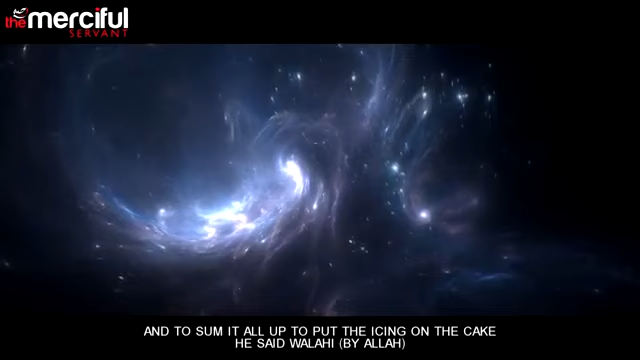 the merciful
SERVANT
AND TO SUM IT ALL UP TO PUT THE ICING ON THE CAKE
HE SAID WALAHI (BY ALLAH)